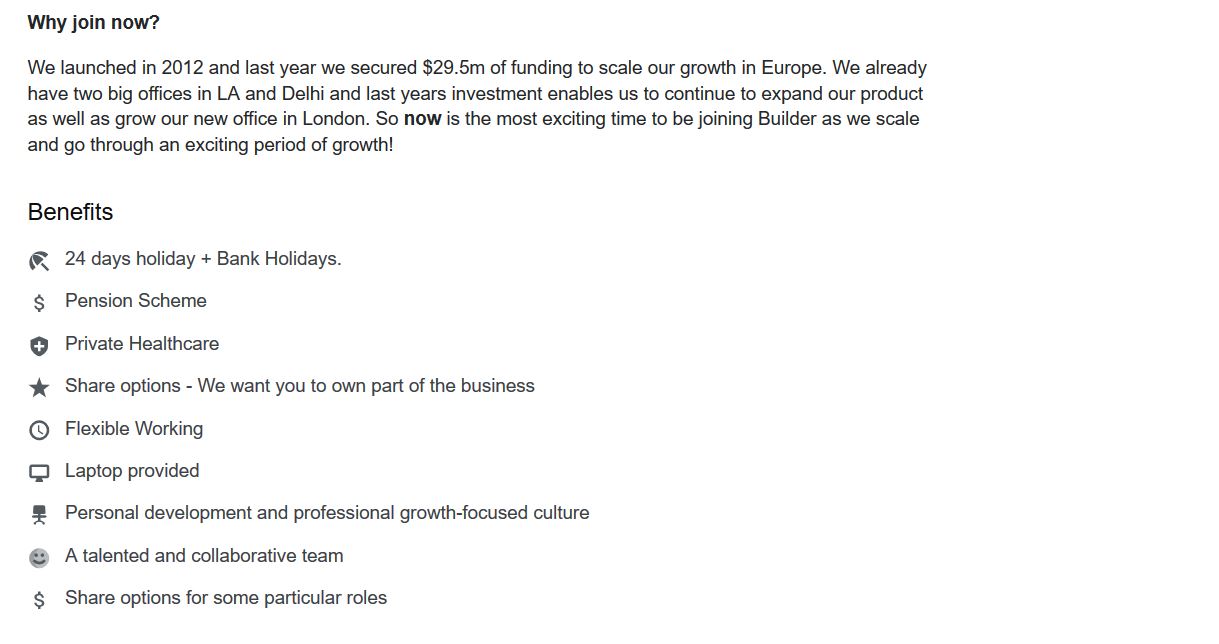 Why join now?
We launched in 2012 and last year we secured $29.5m of funding to scale our growth in Europe. We already
have two big offices in LA and Delhi and last years investment enables us to continue to expand our product
as well as grow our new office in London. So now is the most exciting time to be joining Builder as we scale
and go through an exciting period of growth!
Benefits
24 days holiday + Bank Holidays.
Pension Scheme
Private Healthcare
Share options - We want you to own part of the business
Flexible Working
Laptop provided
Personal development and professional growth-focused culture
A talented and collaborative team
Share options for some particular roles